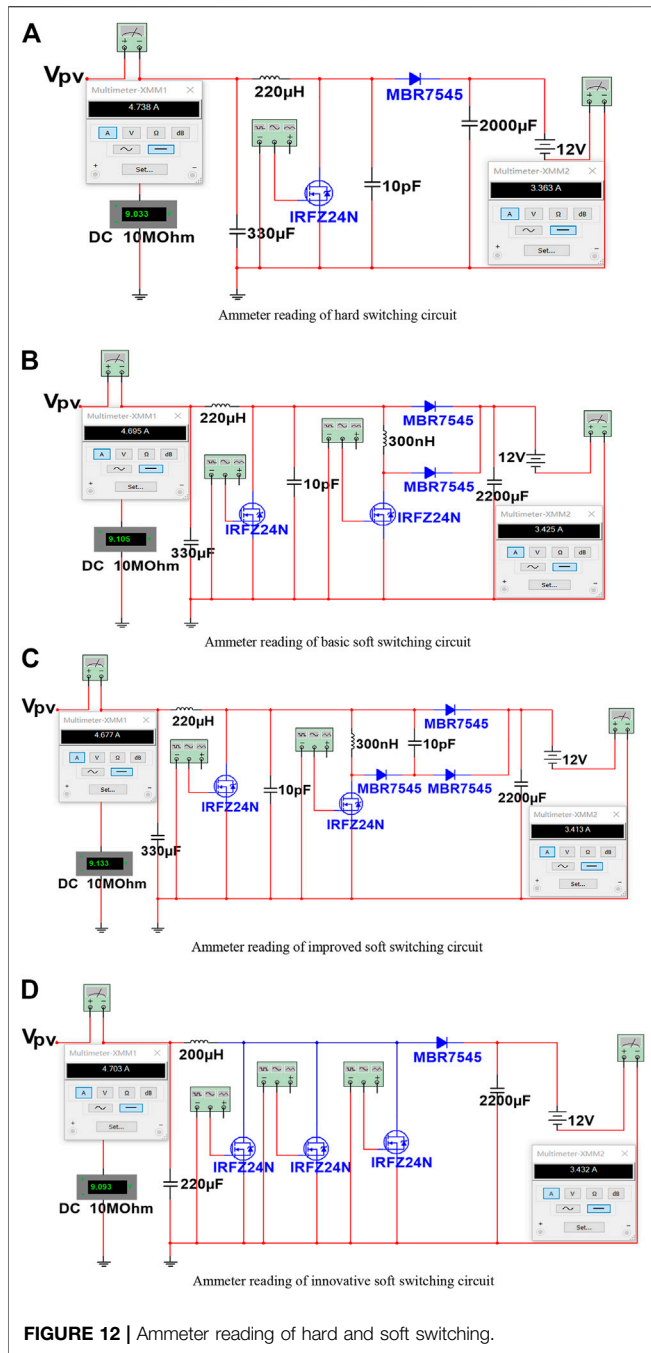 A
Vpv
Multimeter-XMM1 ×
4.738 A
A V Ω dB
+ Set... −
9.033
DC 10MOhm
220µH
330µF
IRFZ24N
10pF
MBR7545
2000µF
12V
Multimeter-XMM2
3.363 A
A V Ω dB
+ Set... −
Ammeter reading of hard switching circuit
B
Vpv
Multimeter-XMM1 ×
4.695 A
A V Ω dB
+ Set... −
9.105
DC 10MOhm
220µH
330µF
IRFZ24N
10pF
300nH
IRFZ24N
MBR7545
MBR7545
12V
2200µF
Multimeter-XMM2 ×
3.425 A
A V Ω dB
+ Set... −
Ammeter reading of basic soft switching circuit
C
Vpv
Multimeter-XMM1 ×
4.677 A
A V Ω dB
+ Set... −
9.133
DC 10MOhm
220µH
330µF
IRFZ24N
10pF
300nH
IRFZ24N
10pF
MBR7545
MBR7545 MBR7545
12V
2200µF
Multimeter-XMM2 ×
3.413 A
A V Ω dB
+ Set... −
Ammeter reading of improved soft switching circuit
D
Vpv
Multimeter-XMM1 ×
4.703 A
A V Ω dB
+ Set... −
9.093
DC 10MOhm
200µH
220µF
IRFZ24N
IRFZ24N
IRFZ24N
MBR7545
2200µF
12V
Multimeter-XMM2 ×
3.432 A
A V Ω dB
+ Set... −
Ammeter reading of innovative soft switching circuit
FIGURE 12 | Ammeter reading of hard and soft switching.